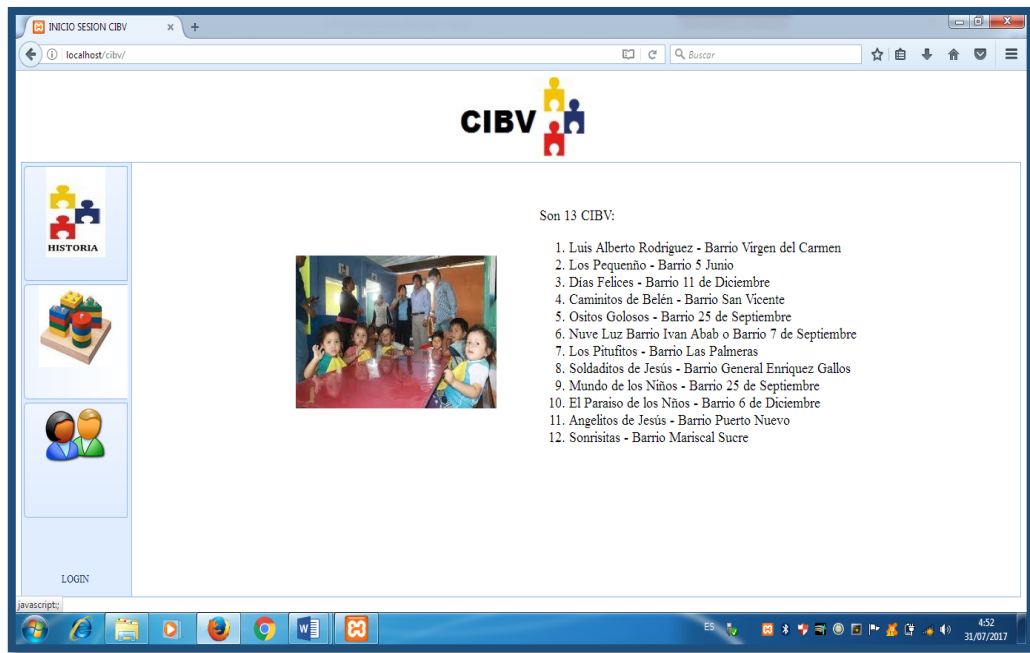 INICIO SESION CIBV
localhost/cibv/
Buscar
CIBV
HISTORIA
Son 13 CIBV:
1. Luis Alberto Rodriguez - Barrio Virgen del Carmen
2. Los Pequenño - Barrio 5 Junio
3. Días Felices - Barrio 11 de Diciembre
4. Caminitos de Belén - Barrio San Vicente
5. Ositos Golosos - Barrio 25 de Septiembre
6. Nuve Luz Barrio Ivan Abab o Barrio 7 de Septiembre
7. Los Pitufitos - Barrio Las Palmeras
8. Soldaditos de Jesús - Barrio General Enriquez Gallos
9. Mundo de los Niños - Barrio 25 de Septiembre
10. El Paraiso de los Nños - Barrio 6 de Diciembre
11. Angelitos de Jesús - Barrio Puerto Nuevo
12. Sonrisitas - Barrio Mariscal Sucre
LOGIN
javascript:;
ES
4:52
31/07/2017